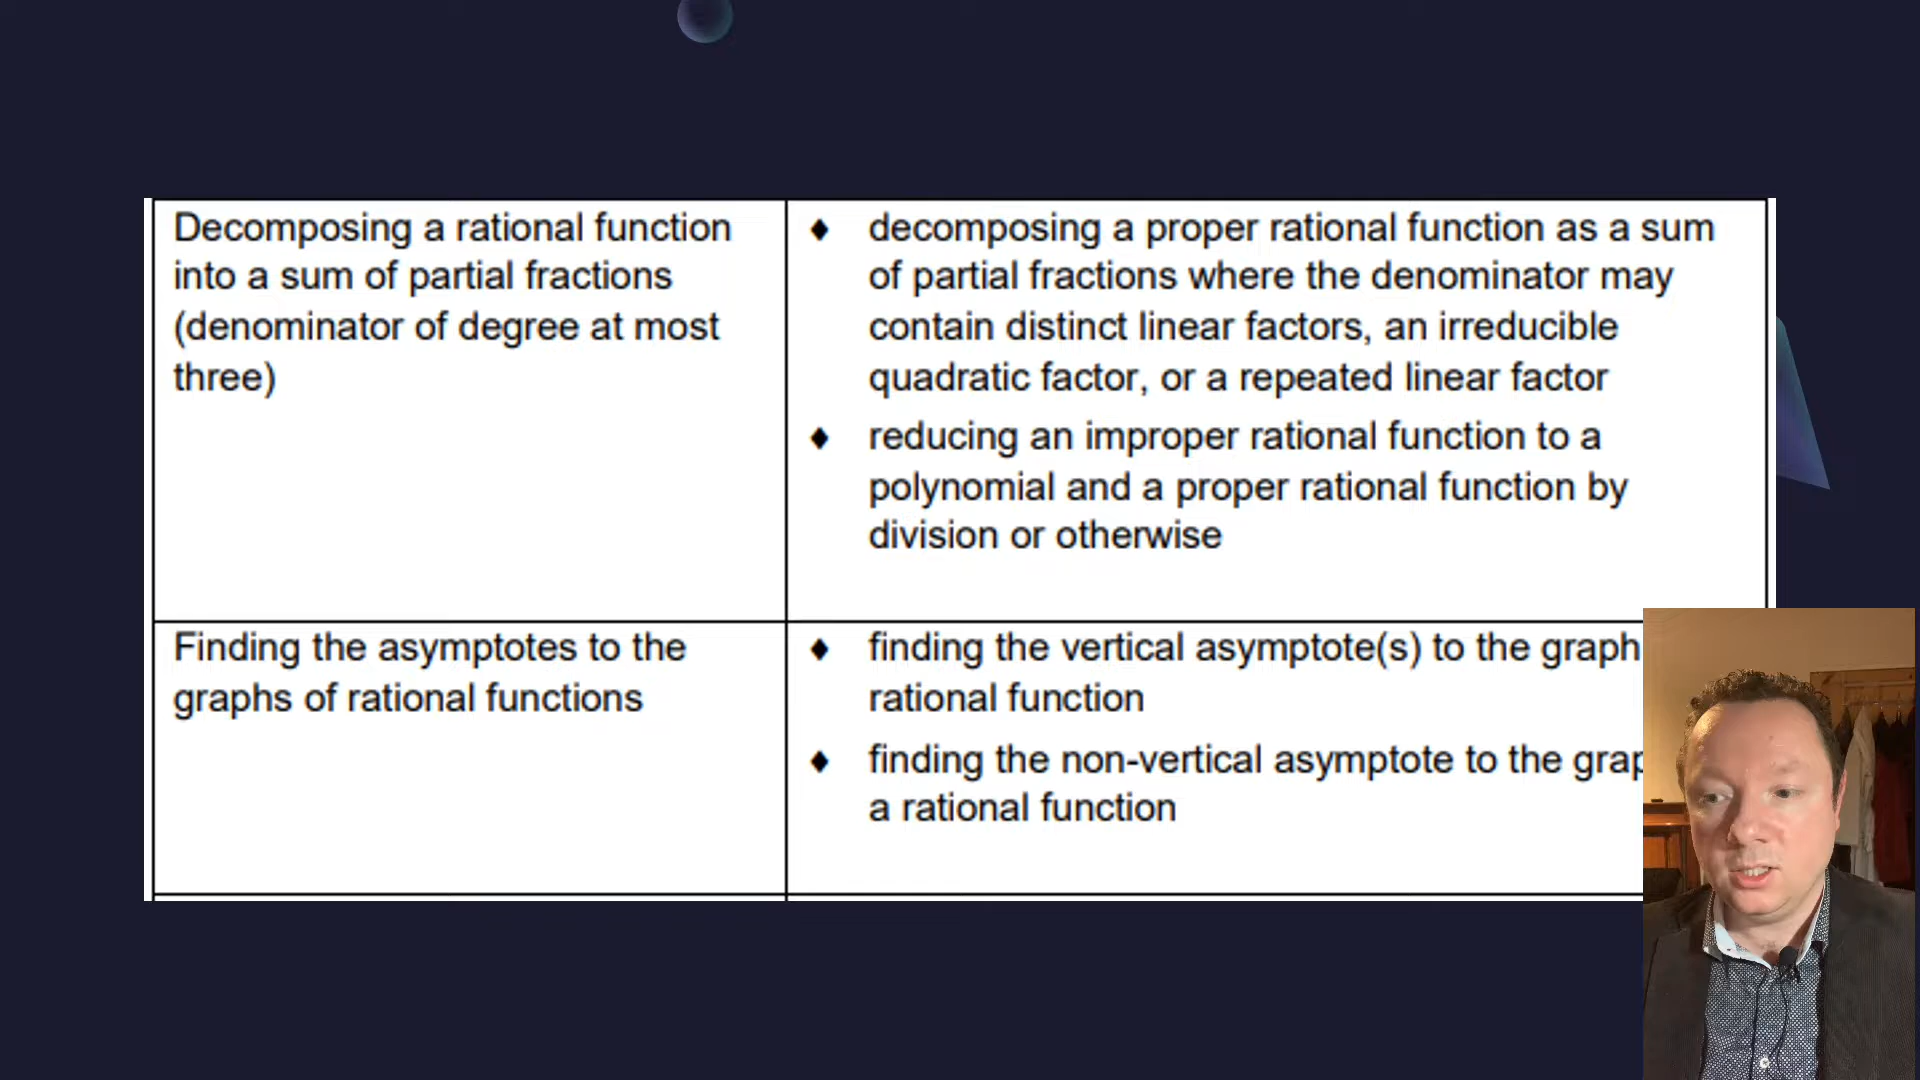 Decomposing a rational function
into a sum of partial fractions
(denominator of degree at most
three)
♦ decomposing a proper rational function as a sum
of partial fractions where the denominator may
contain distinct linear factors, an irreducible
quadratic factor, or a repeated linear factor
♦ reducing an improper rational function to a
polynomial and a proper rational function by
division or otherwise
Finding the asymptotes to the
graphs of rational functions
♦ finding the vertical asymptote(s) to the graph
rational function
♦ finding the non-vertical asymptote to the
a rational function